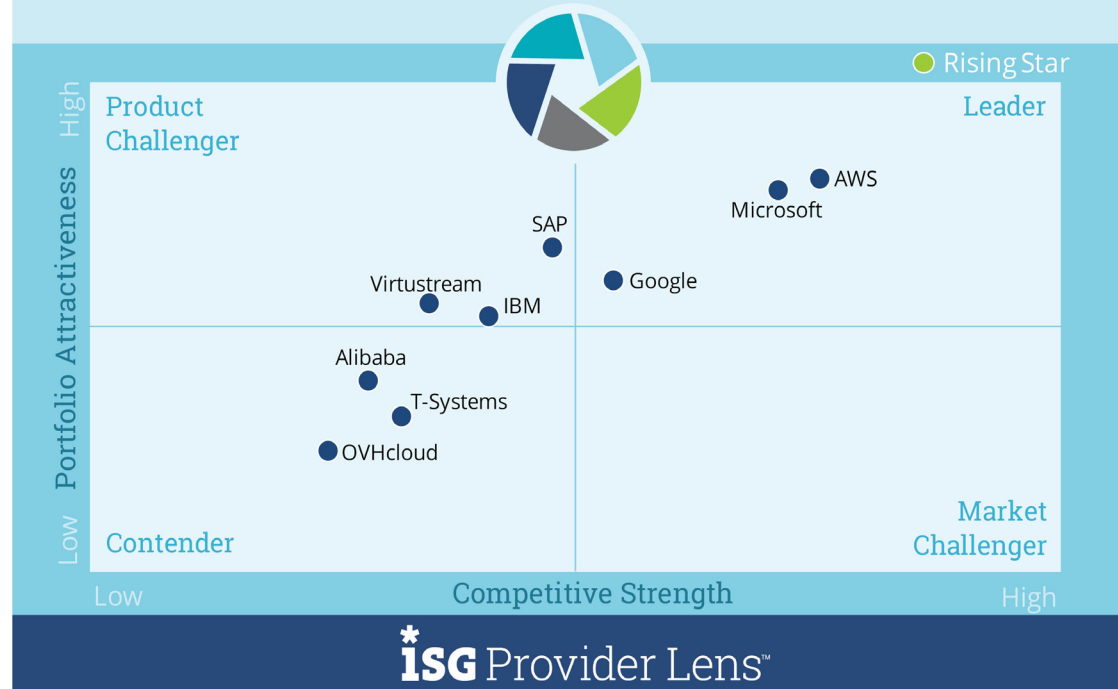 Rising Star
High
Product
Challenger
Leader
AWS
Microsoft
SAP
Google
Virtustream
IBM
Portfolio Attractiveness
Alibaba
T-Systems
OVHcloud
Market
Challenger
Contender
Low
Low
Competitive Strength
High
*iSG Provider Lens™